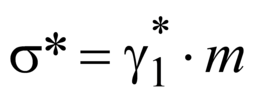 σ* = γ₁* · m